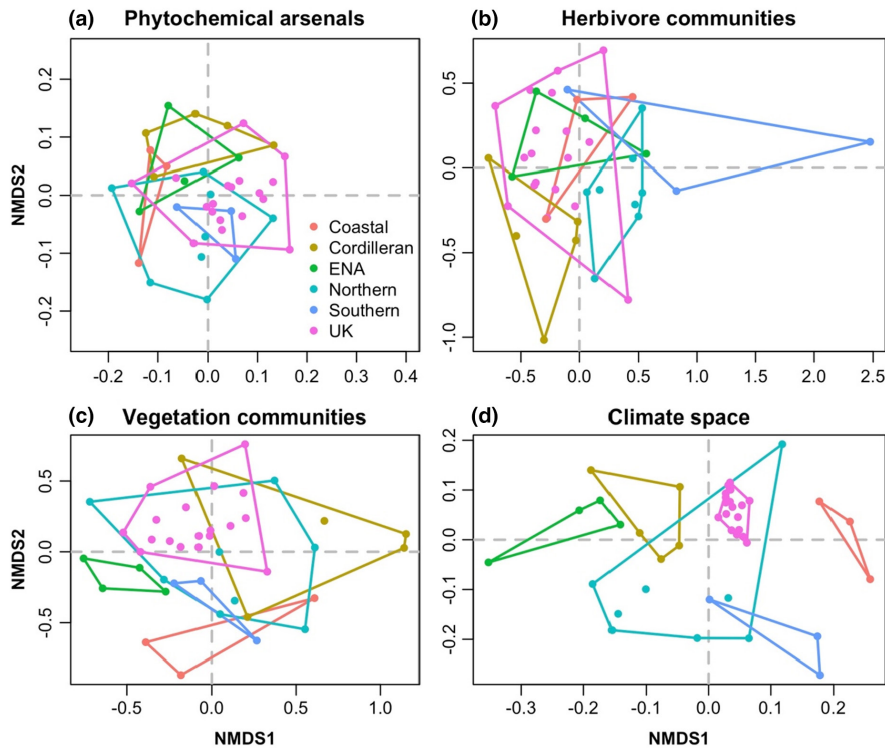 (a) Phytochemical arsenals
NMDS2
0.2
0.1
0.0
-0.1
-0.2
-0.2 -0.1 0.0 0.1 0.2 0.3 0.4
Coastal
Cordilleran
ENA
Northern
Southern
UK
(b) Herbivore communities
0.5
0.0
-0.5
-1.0
-0.5 0.0 0.5 1.0 1.5 2.0 2.5
(c) Vegetation communities
NMDS2
0.5
0.0
-0.5
-0.5 0.0 0.5 1.0
NMDS1
(d) Climate space
0.2
0.1
0.0
-0.1
-0.2
-0.3 -0.2 -0.1 0.0 0.1 0.2
NMDS1